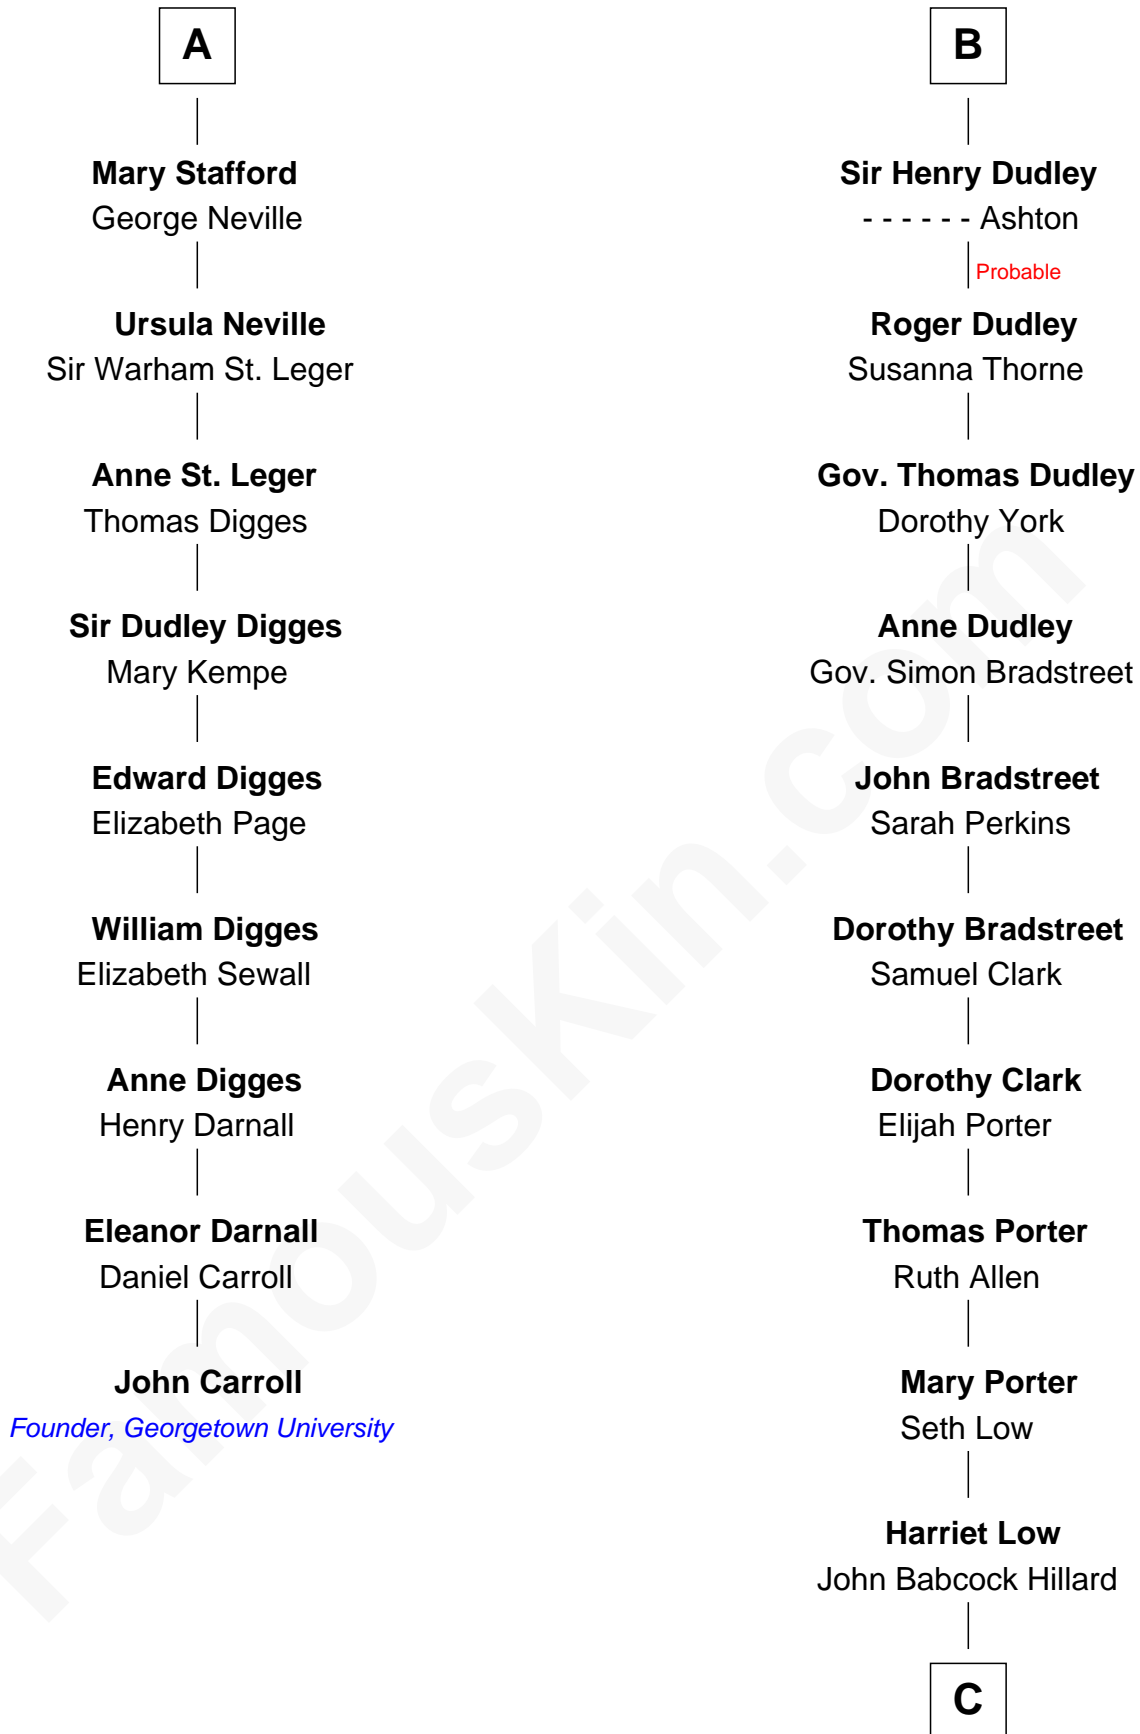 A
Mary Stafford
George Neville
Ursula Neville
Sir Warham St. Leger
Anne St. Leger
Thomas Digges
Sir Dudley Digges
Mary Kempe
Edward Digges
Elizabeth Page
William Digges
Elizabeth Sewall
Anne Digges
Henry Darnall
Eleanor Darnall
Daniel Carroll
John Carroll
Founder, Georgetown University
B
Sir Henry Dudley
- - - - - - Ashton
Probable
Roger Dudley
Susanna Thorne
Gov. Thomas Dudley
Dorothy York
Anne Dudley
Gov. Simon Bradstreet
John Bradstreet
Sarah Perkins
Dorothy Bradstreet
Samuel Clark
Dorothy Clark
Elijah Porter
Thomas Porter
Ruth Allen
Mary Porter
Seth Low
Harriet Low
John Babcock Hillard
C
FamousKin.com